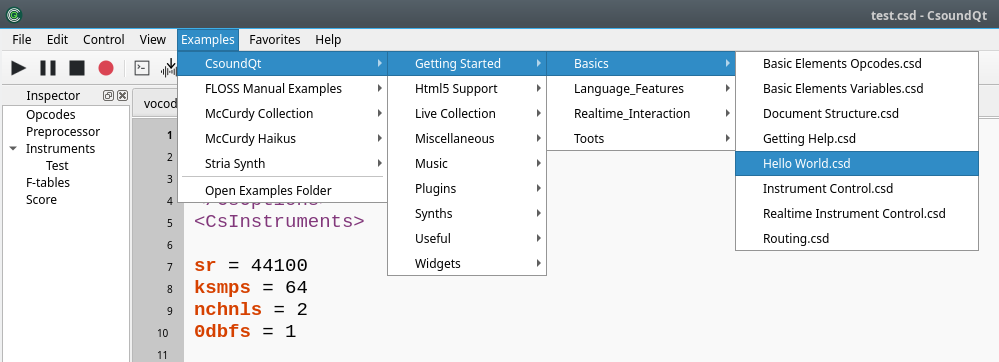 test.csd - CsoundQt
File Edit Control View Examples Favorites Help
Inspector
Opcodes
Preprocessor
Instruments
Test
F-tables
Score
vocod
CsoundQt
FLOSS Manual Examples
McCurdy Collection
McCurdy Haikus
Stria Synth
Open Examples Folder
Getting Started
Html5 Support
Live Collection
Miscellaneous
Music
Plugins
Synths
Useful
Widgets
Basics
Language_Features
Realtime_Interaction
Toots
Basic Elements Opcodes.csd
Basic Elements Variables.csd
Document Structure.csd
Getting Help.csd
Hello World.csd
Instrument Control.csd
Realtime Instrument Control.csd
Routing.csd
1
2
3
4
5 <CsInstruments>
6
7 sr = 44100
8 ksmps = 64
9 nchnls = 2
10 0dbfs = 1
11